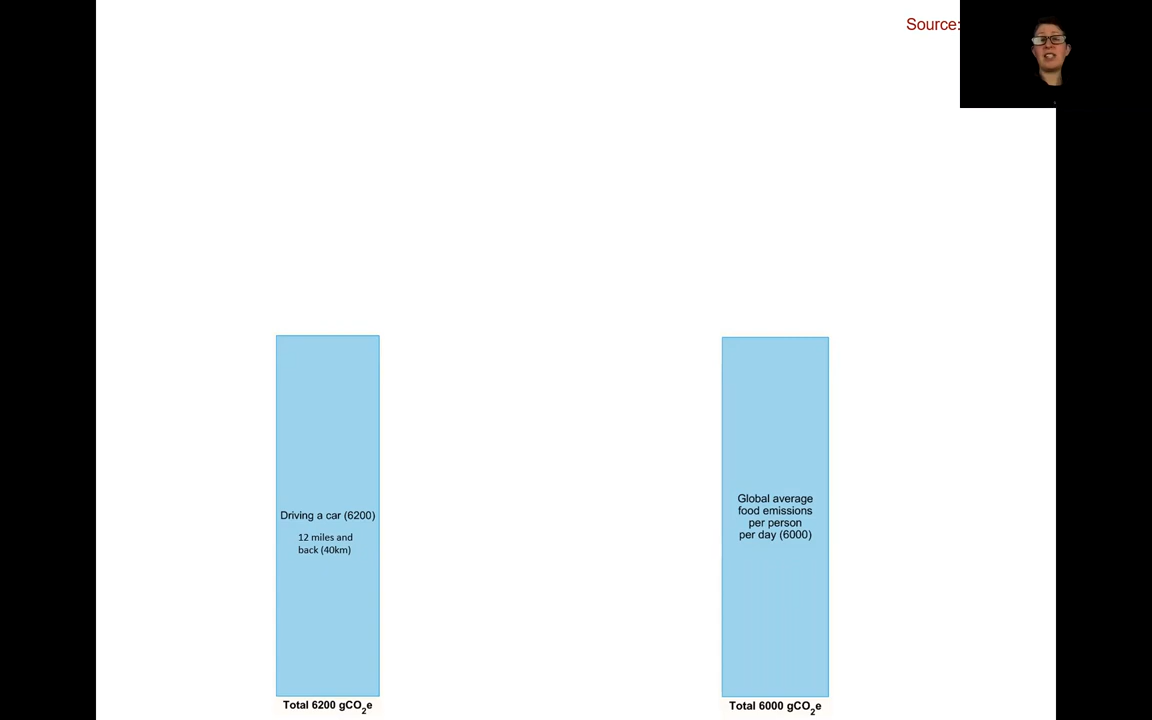 Source:
Driving a car (6200)
12 miles and
back (40km)
Total 6200 gCO₂e
Global average
food emissions
per person
per day (6000)
Total 6000 gCO₂e